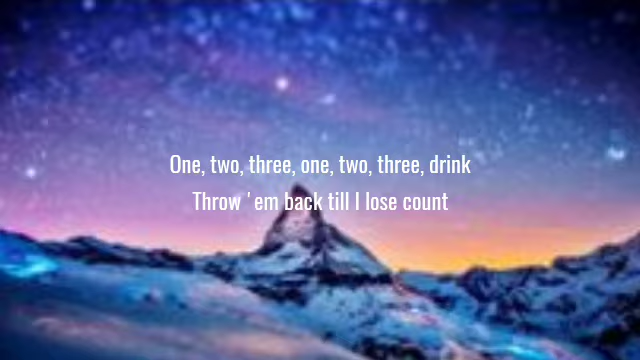 One, two, three, one, two, three, drink
Throw 'em back till I lose count